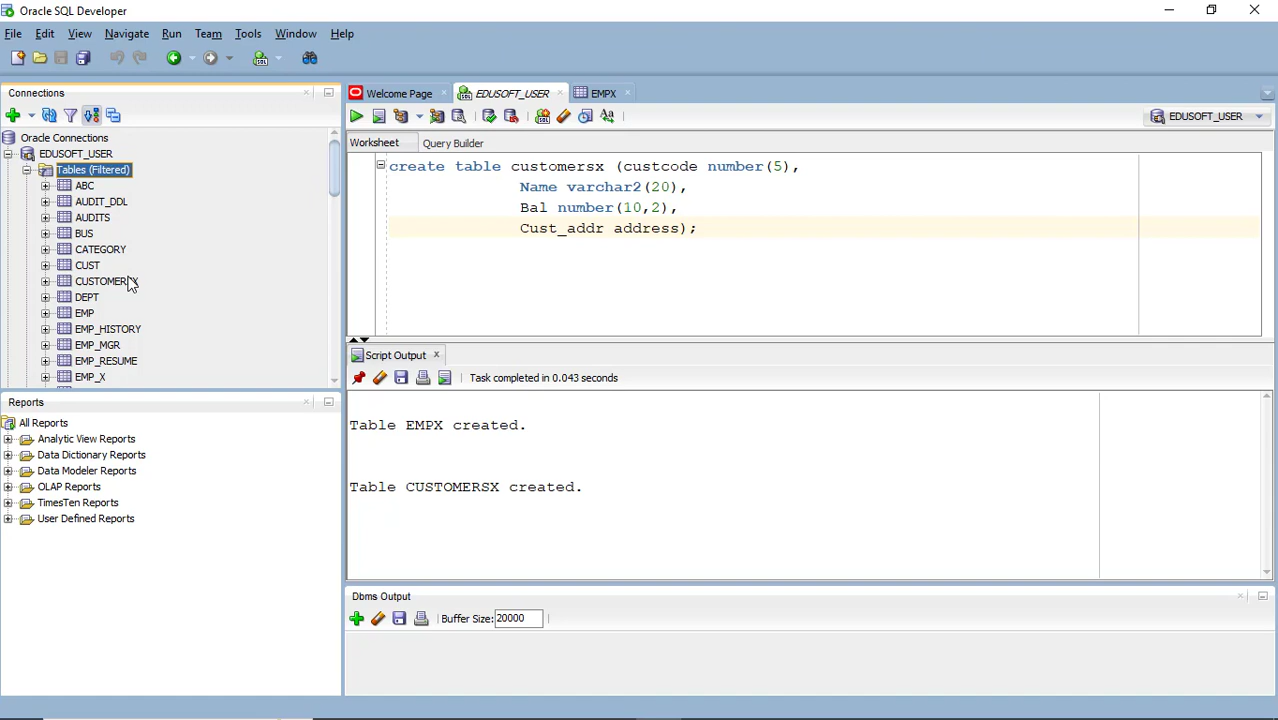 Oracle SQL Developer
File Edit View Navigate Run Team Tools Window Help
Connections
Oracle Connections
EDUSOFT_USER
Tables (Filtered)
ABC
AUDIT_DDL
AUDITS
BUS
CATEGORY
CUST
CUSTOMERSX
DEPT
EMP
EMP_HISTORY
EMP_MGR
EMP_RESUME
EMP_X
Reports
All Reports
Analytic View Reports
Data Dictionary Reports
Data Modeler Reports
OLAP Reports
TimesTen Reports
User Defined Reports
Welcome Page EDUSOFT_USER EMPX
EDUSOFT_USER
Worksheet Query Builder
create table customersx (custcode number(5),
Name varchar2(20),
Bal number(10,2),
Cust_addr address);
Script Output
Task completed in 0.043 seconds
Table EMPX created.
Table CUSTOMERSX created.
Dbms Output
Buffer Size: 20000